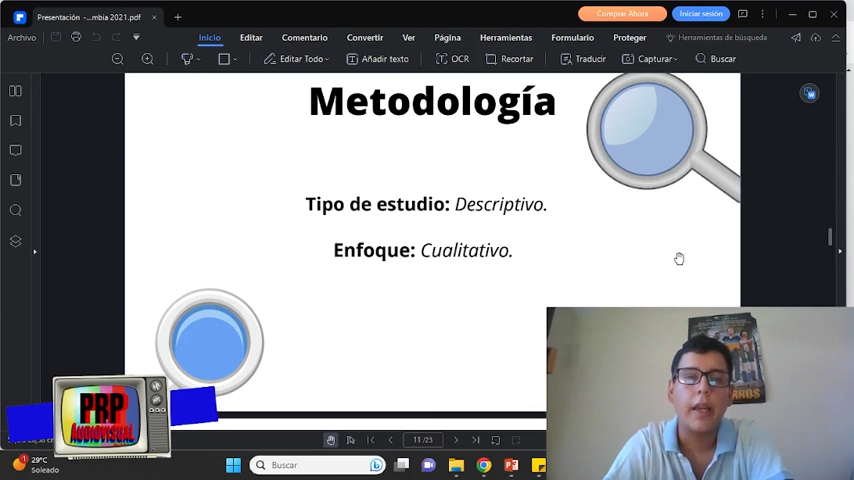 Presentación -...mbia 2021.pdf
Comprar Ahora
Iniciar sesión
Archivo
Inicio
Editar
Comentario
Convertir
Ver
Página
Herramientas
Formulario
Proteger
Herramientas de búsqueda
Editar Todo
Añadir texto
OCR
Recortar
Traducir
Capturar
Buscar
Metodología
Tipo de estudio: Descriptivo.
Enfoque: Cualitativo.
PRP
AUDIOVISUAL
11/23
29°C
Soleado
Buscar